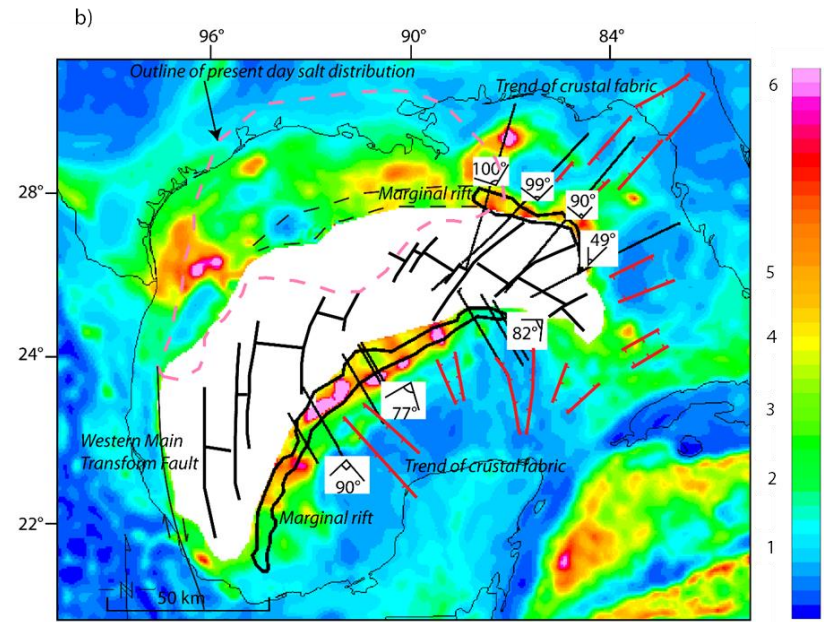 b)
96°
90°
84°
Outline of present day salt distribution
Trend of crustal fabric
6
100°
99°
28°
Marginal rift
90°
49°
5
82°
4
24°
77°
3
Western Main
Transform Fault
Trend of crustal fabric
90°
2
Marginal rift
22°
1
N
50 km